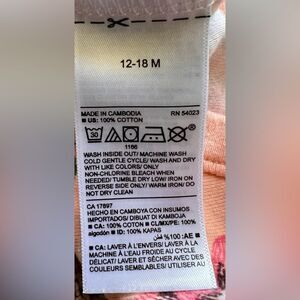 12-18 M
MADE IN CAMBODIA RN 54023
■ US: 100% COTTON
30
1166
WASH INSIDE OUT/ MACHINE WASH
COLD GENTLE CYCLE/ WASH AND DRY
WITH LIKE COLORS/ ONLY
NON-CHLORINE BLEACH WHEN
NEEDED/ TUMBLE DRY LOW/ IRON ON
REVERSE SIDE ONLY/ WARM IRON/ DO
NOT DRY CLEAN
CA 17897
HECHO EN CAMBOYA CON INSUMOS
IMPORTADOS/ DIBUAT DI KAMBOJA
■ CA: 100% COTTON ■ CL/MX/PE: 100%
algodón ■ ID: 100% KAPAS
■ CA: LAVER À L'ENVERS/ LAVER À LA
MACHINE À L'EAU FROIDE AU CYCLE
DÉLICAT/ LAVER ET SÉCHER AVEC DES
COULEURS SEMBLABLES/ UTILISER AU